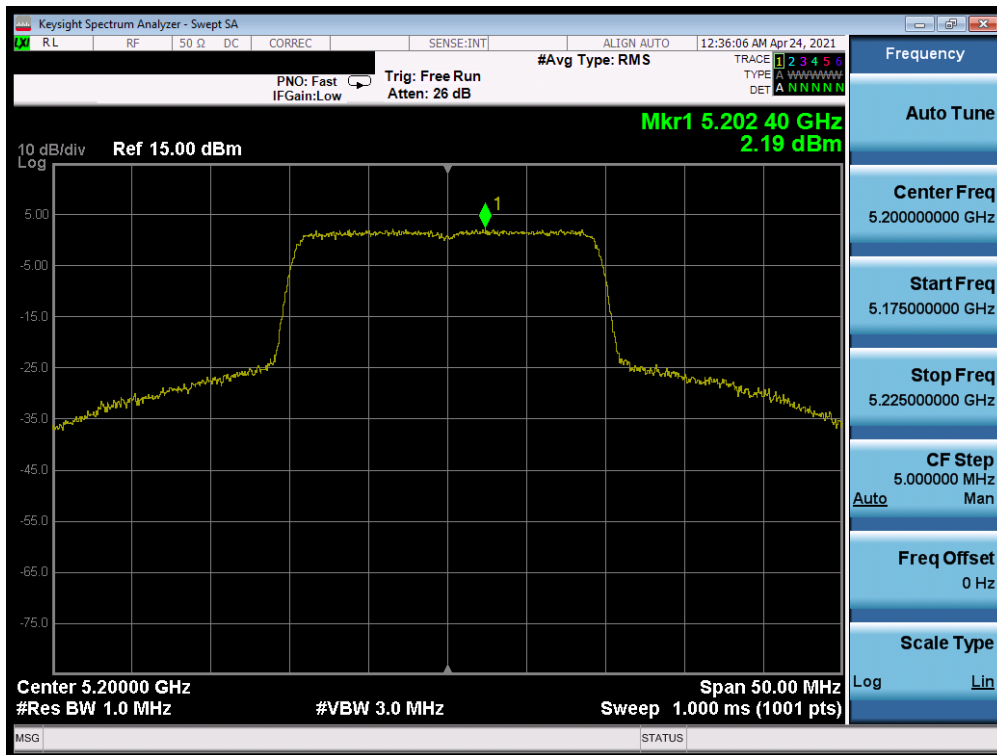 Keysight Spectrum Analyzer - Swept SA
LXI RL RF 50 Ω DC CORREC SENSE:INT ALIGN AUTO 12:36:06 AM Apr 24, 2021
#Avg Type: RMS TRACE 1 2 3 4 5 6
PNO: Fast Trig: Free Run TYPE A WWWWW
IFGain:Low Atten: 26 dB DET A N N N N N
Mkr1 5.202 40 GHz
2.19 dBm
10 dB/div Ref 15.00 dBm
Log
1
5.00
-5.00
-15.0
-25.0
-35.0
-45.0
-55.0
-65.0
-75.0
Center 5.20000 GHz Span 50.00 MHz
#Res BW 1.0 MHz #VBW 3.0 MHz Sweep 1.000 ms (1001 pts)
MSG STATUS
Frequency
Auto Tune
Center Freq
5.200000000 GHz
Start Freq
5.175000000 GHz
Stop Freq
5.225000000 GHz
CF Step
5.000000 MHz
Auto Man
Freq Offset
0 Hz
Scale Type
Log Lin